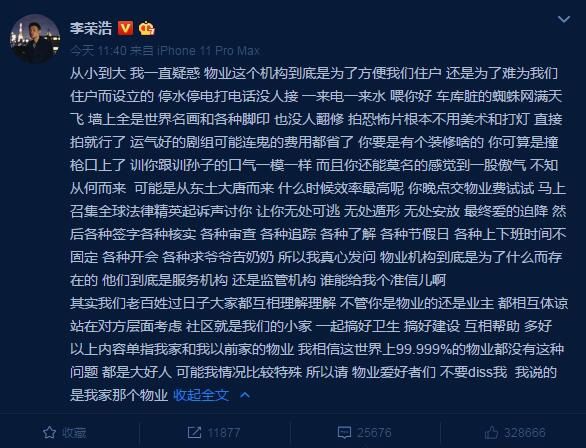 李荣浩
今天 11:40 来自 iPhone 11 Pro Max
从小到大 我一直疑惑 物业这个机构到底是为了方便我们住户 还是为了难为我们
住户而设立的 停水停电打电话没人接 一来电一来水 喂你好 车库脏的蜘蛛网满天
飞 墙上全是世界名画和各种脚印 也没人翻修 拍恐怖片根本不用美术和打灯 直接
拍就行了 运气好的剧组可能连鬼的费用都省了 你要是有个装修啥的 你可算是撞
枪口上了 训你跟训孙子的口气一模一样 而且你还能莫名的感觉到一股傲气 不知
从何而来 可能是从东土大唐而来 什么时候效率最高呢 你晚点交物业费试试 马上
召集全球法律精英起诉声讨你 让你无处可逃 无处遁形 无处安放 最终爱的迫降 然
后各种签字各种核实 各种审查 各种追踪 各种了解 各种节假日 各种上下班时间不
固定 各种开会 各种求爷爷告奶奶 所以我真心发问 物业机构到底是为了什么而存
在的 他们到底是服务机构 还是监管机构 谁能给我个准信儿啊
其实我们老百姓过日子大家都互相理解理解 不管你是物业的还是业主 都相互体谅
站在对方层面考虑 社区就是我们的小家 一起搞好卫生 搞好建设 互相帮助 多好
以上内容单指我家和我以前家的物业 我相信这世界上99.999%的物业都没有这种
问题 都是大好人 可能我情况比较特殊 所以请 物业爱好者们 不要diss我 我说的
是我家那个物业 收起全文
收藏 11877 25676 328666